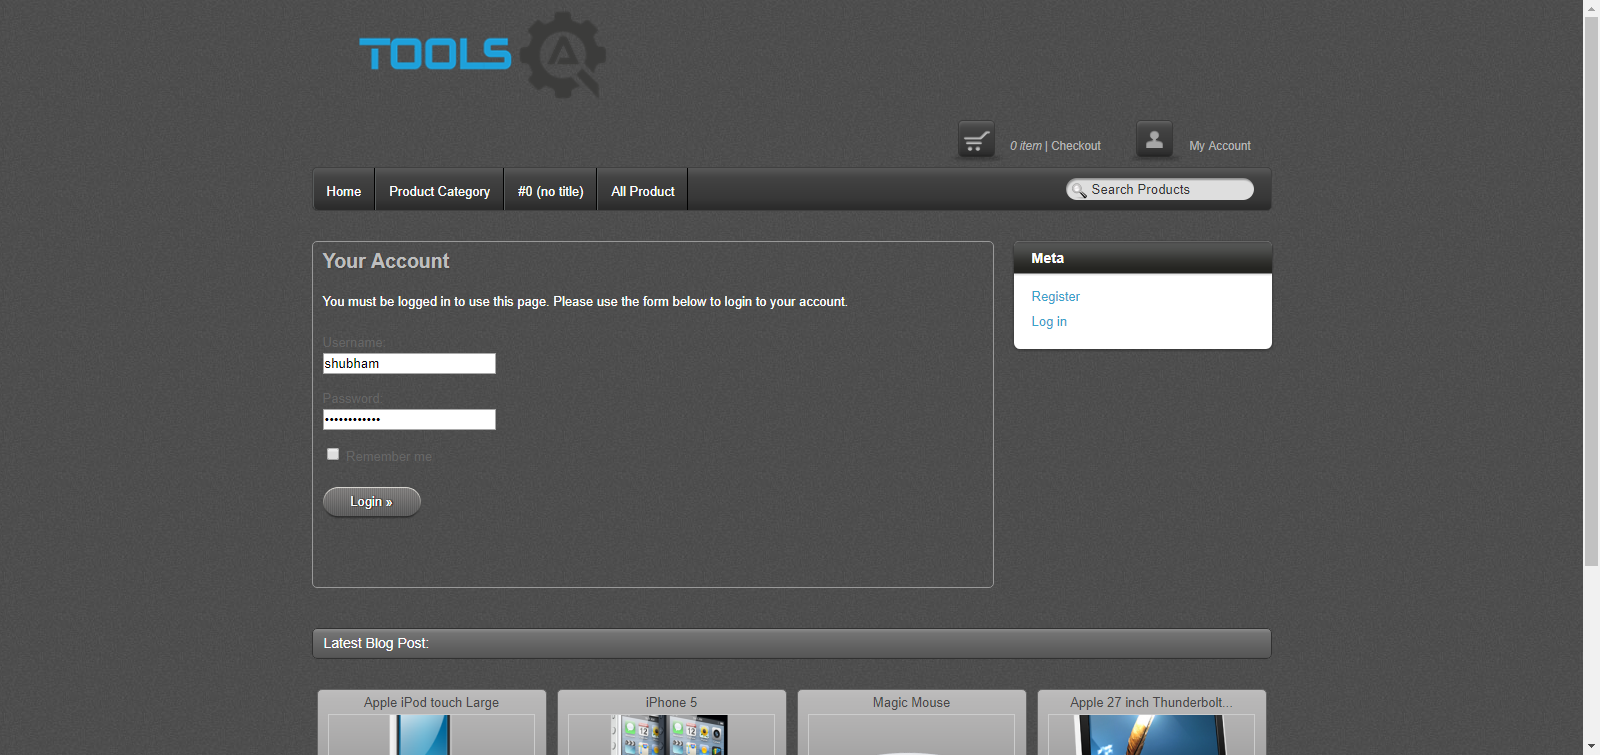 TOOLS
0 item | Checkout
My Account
Home
Product Category
#0 (no title)
All Product
Search Products
Your Account
You must be logged in to use this page. Please use the form below to login to your account.
Username:
shubham
Password:
••••••••••••
Remember me
Login »
Meta
Register
Log in
Latest Blog Post:
Apple iPod touch Large
iPhone 5
Magic Mouse
Apple 27 inch Thunderbolt...